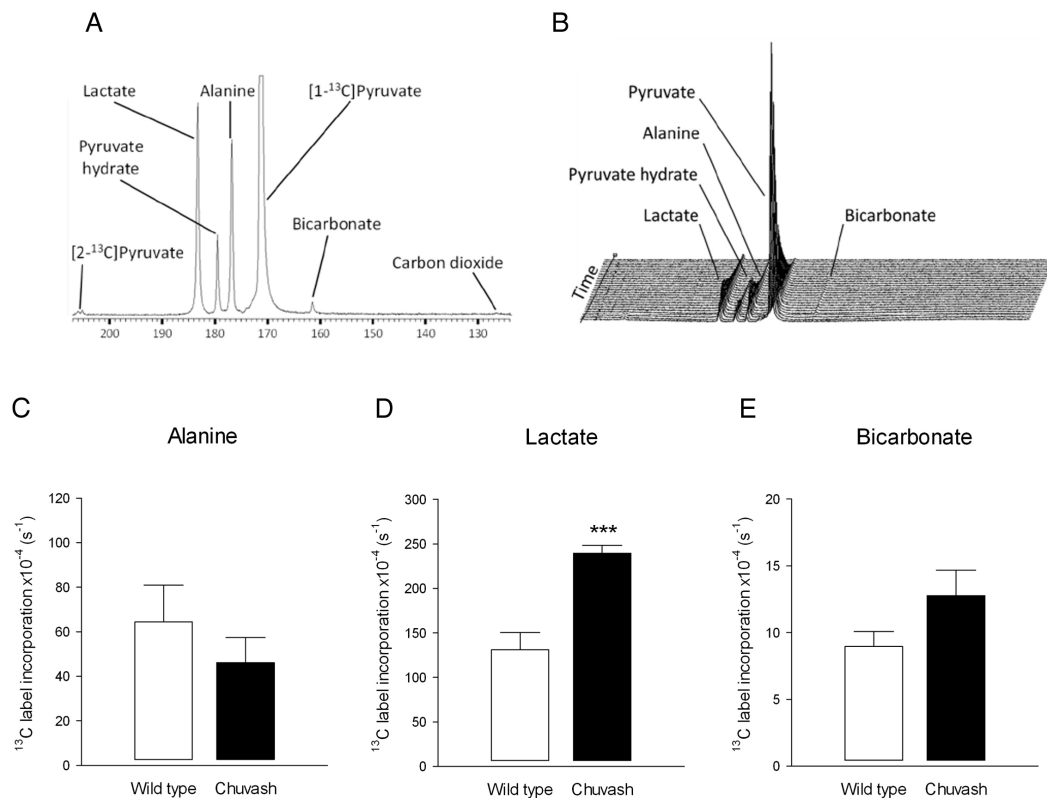 A
Lactate
Alanine
[1-¹³C]Pyruvate
Pyruvate
hydrate
Bicarbonate
[2-¹³C]Pyruvate
Carbon dioxide
200 190 180 170 160 150 140 130
B
Pyruvate
Alanine
Pyruvate hydrate
Lactate
Bicarbonate
Time
C
Alanine
¹³C label incorporation x10⁻⁴ (s⁻¹)
120
100
80
60
40
20
0
Wild type Chuvash
D
Lactate
¹³C label incorporation x10⁻⁴ (s⁻¹)
300
250
200
150
100
50
0
***
Wild type Chuvash
E
Bicarbonate
¹³C label incorporation x10⁻⁴ (s⁻¹)
20
15
10
5
0
Wild type Chuvash